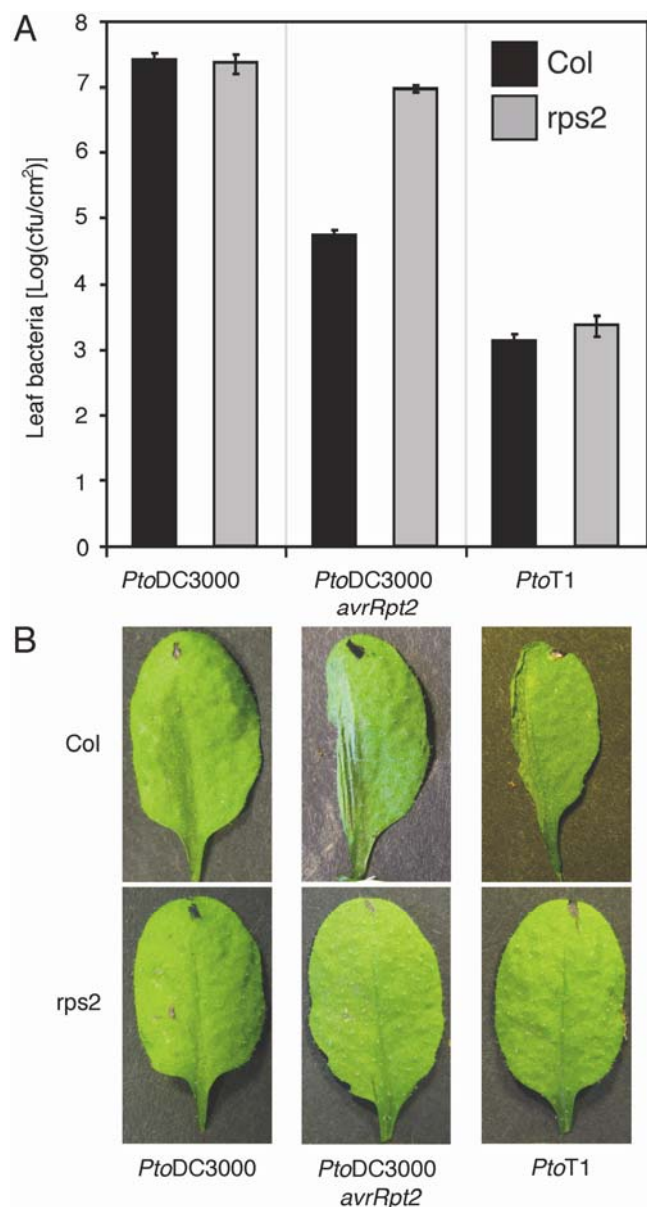 A
Leaf bacteria [Log(cfu/cm²)]
8
7
6
5
4
3
2
1
0
Col
rps2
PtoDC3000
PtoDC3000
avrRpt2
PtoT1
B
Col
rps2
PtoDC3000
PtoDC3000
avrRpt2
PtoT1